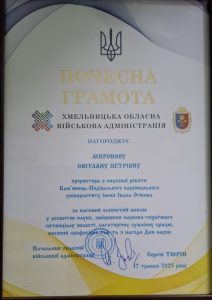 ПОЧЕСНА
ГРАМОТА
ХМЕЛЬНИЦЬКА ОБЛАСНА
ВІЙСЬКОВА АДМІНІСТРАЦІЯ
НАГОРОДЖУЄ
МИРОНОВУ
СВІТЛАНУ ПЕТРІВНУ
проректора з наукової роботи
Кам'янець-Подільського національного
університету імені Івана Огієнка
за вагомий особистий внесок
у розвиток науки, зміцнення науково-технічного
потенціалу області, багаторічну сумлінну працю,
високий професіоналізм та з нагоди Дня науки
Начальник обласної
військової адміністрації
Сергій ТЮРІН
17 травня 2025 року